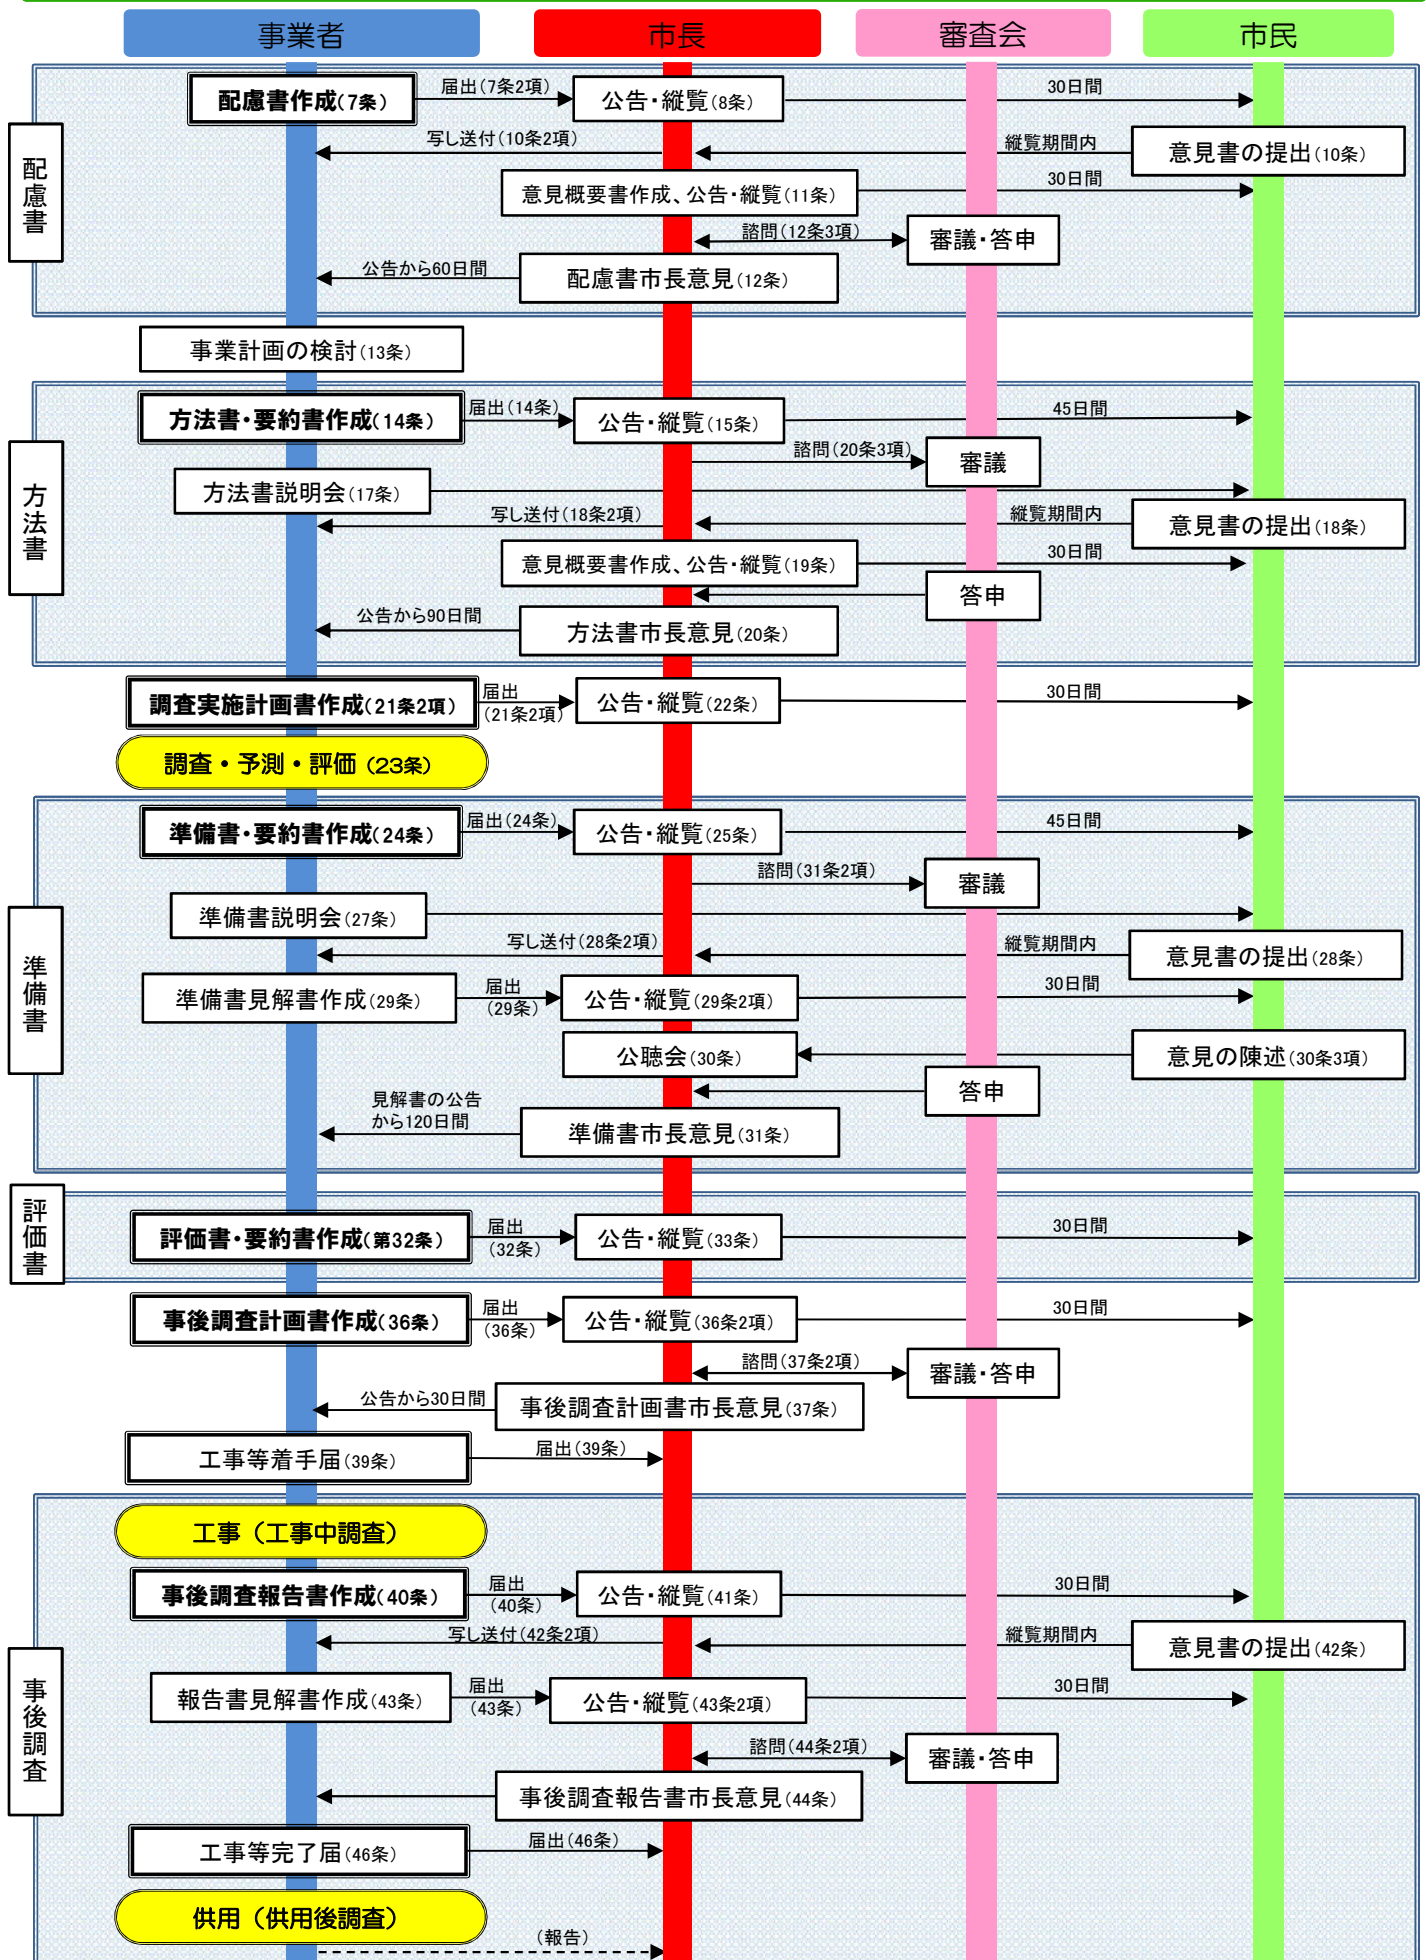 事業者
市長
審査会
市民
配慮書
配慮書作成(7条)
届出(7条2項)
公告・縦覧(8条)
30日間
写し送付(10条2項)
縦覧期間内
意見書の提出(10条)
意見概要書作成、公告・縦覧(11条)
30日間
諮問(12条3項)
審議・答申
公告から60日間
配慮書市長意見(12条)
事業計画の検討(13条)
方法書
方法書・要約書作成(14条)
届出(14条)
公告・縦覧(15条)
45日間
諮問(20条3項)
審議
方法書説明会(17条)
写し送付(18条2項)
縦覧期間内
意見書の提出(18条)
意見概要書作成、公告・縦覧(19条)
30日間
答申
公告から90日間
方法書市長意見(20条)
調査実施計画書作成(21条2項)
届出
(21条2項)
公告・縦覧(22条)
30日間
調査・予測・評価(23条)
準備書
準備書・要約書作成(24条)
届出(24条)
公告・縦覧(25条)
45日間
諮問(31条2項)
審議
準備書説明会(27条)
写し送付(28条2項)
縦覧期間内
意見書の提出(28条)
準備書見解書作成(29条)
届出
(29条)
公告・縦覧(29条2項)
30日間
公聴会(30条)
意見の陳述(30条3項)
答申
見解書の公告
から120日間
準備書市長意見(31条)
評価書
評価書・要約書作成(第32条)
届出
(32条)
公告・縦覧(33条)
30日間
事後調査計画書作成(36条)
届出
(36条)
公告・縦覧(36条2項)
30日間
諮問(37条2項)
審議・答申
公告から30日間
事後調査計画書市長意見(37条)
工事等着手届(39条)
届出(39条)
事後調査
工事(工事中調査)
事後調査報告書作成(40条)
届出
(40条)
公告・縦覧(41条)
30日間
写し送付(42条2項)
縦覧期間内
意見書の提出(42条)
報告書見解書作成(43条)
届出
(43条)
公告・縦覧(43条2項)
30日間
諮問(44条2項)
審議・答申
事後調査報告書市長意見(44条)
工事等完了届(46条)
届出(46条)
供用(供用後調査)
(報告)